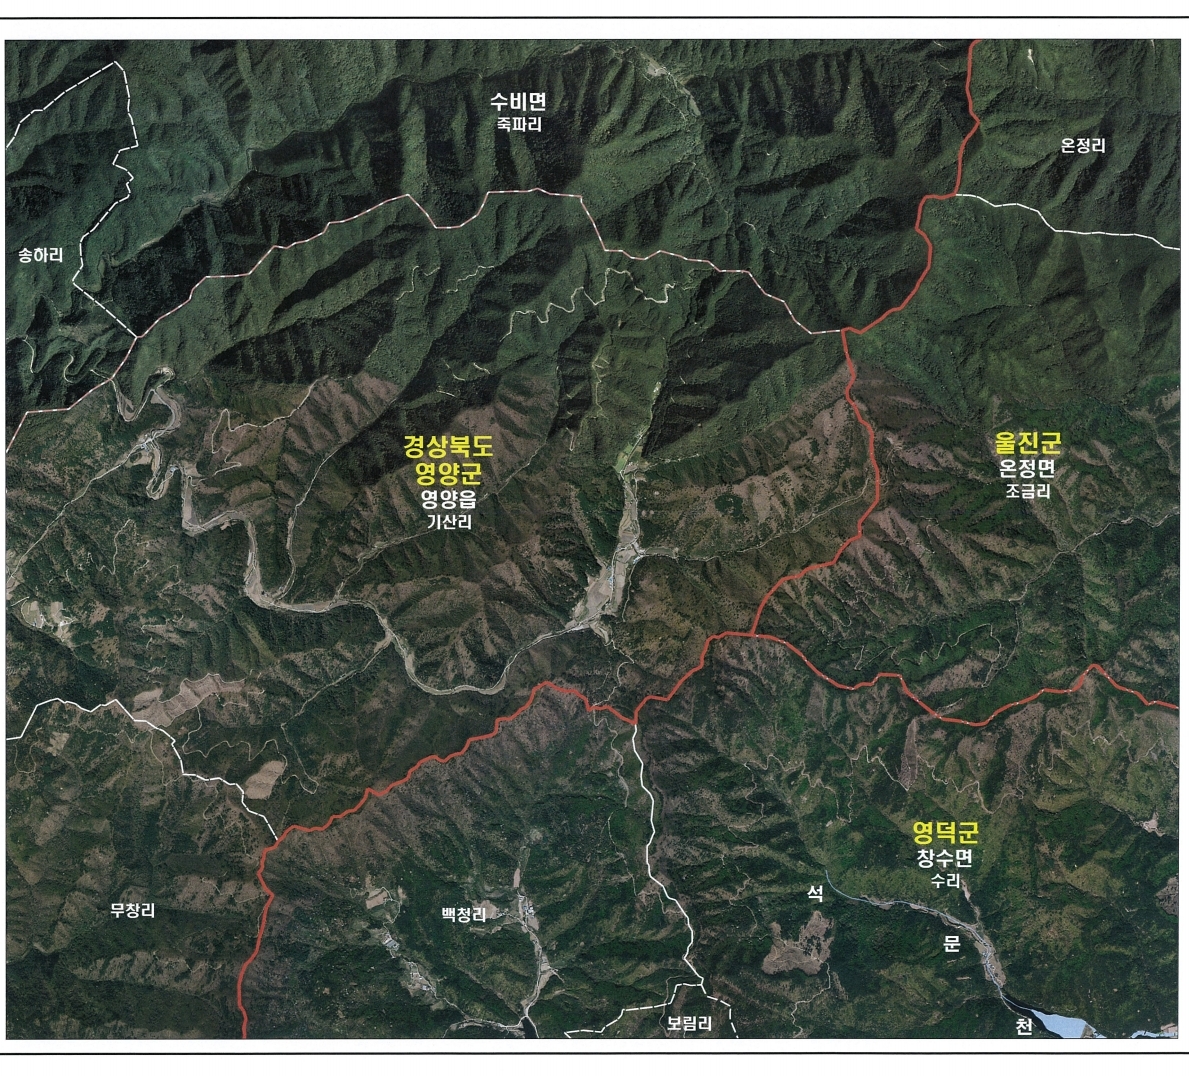 수비면
죽파리
온정리
송하리
경상북도
영양군
영양읍
기산리
울진군
온정면
조금리
영덕군
창수면
수리
석
문
천
무창리
백청리
보림리